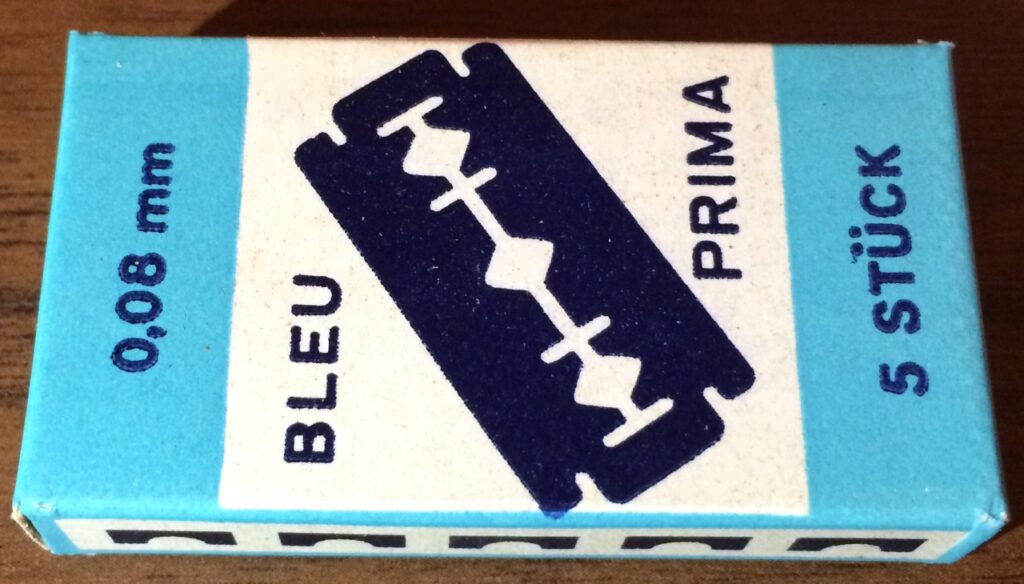 0,08 mm
BLEU
PRIMA
5 STÜCK